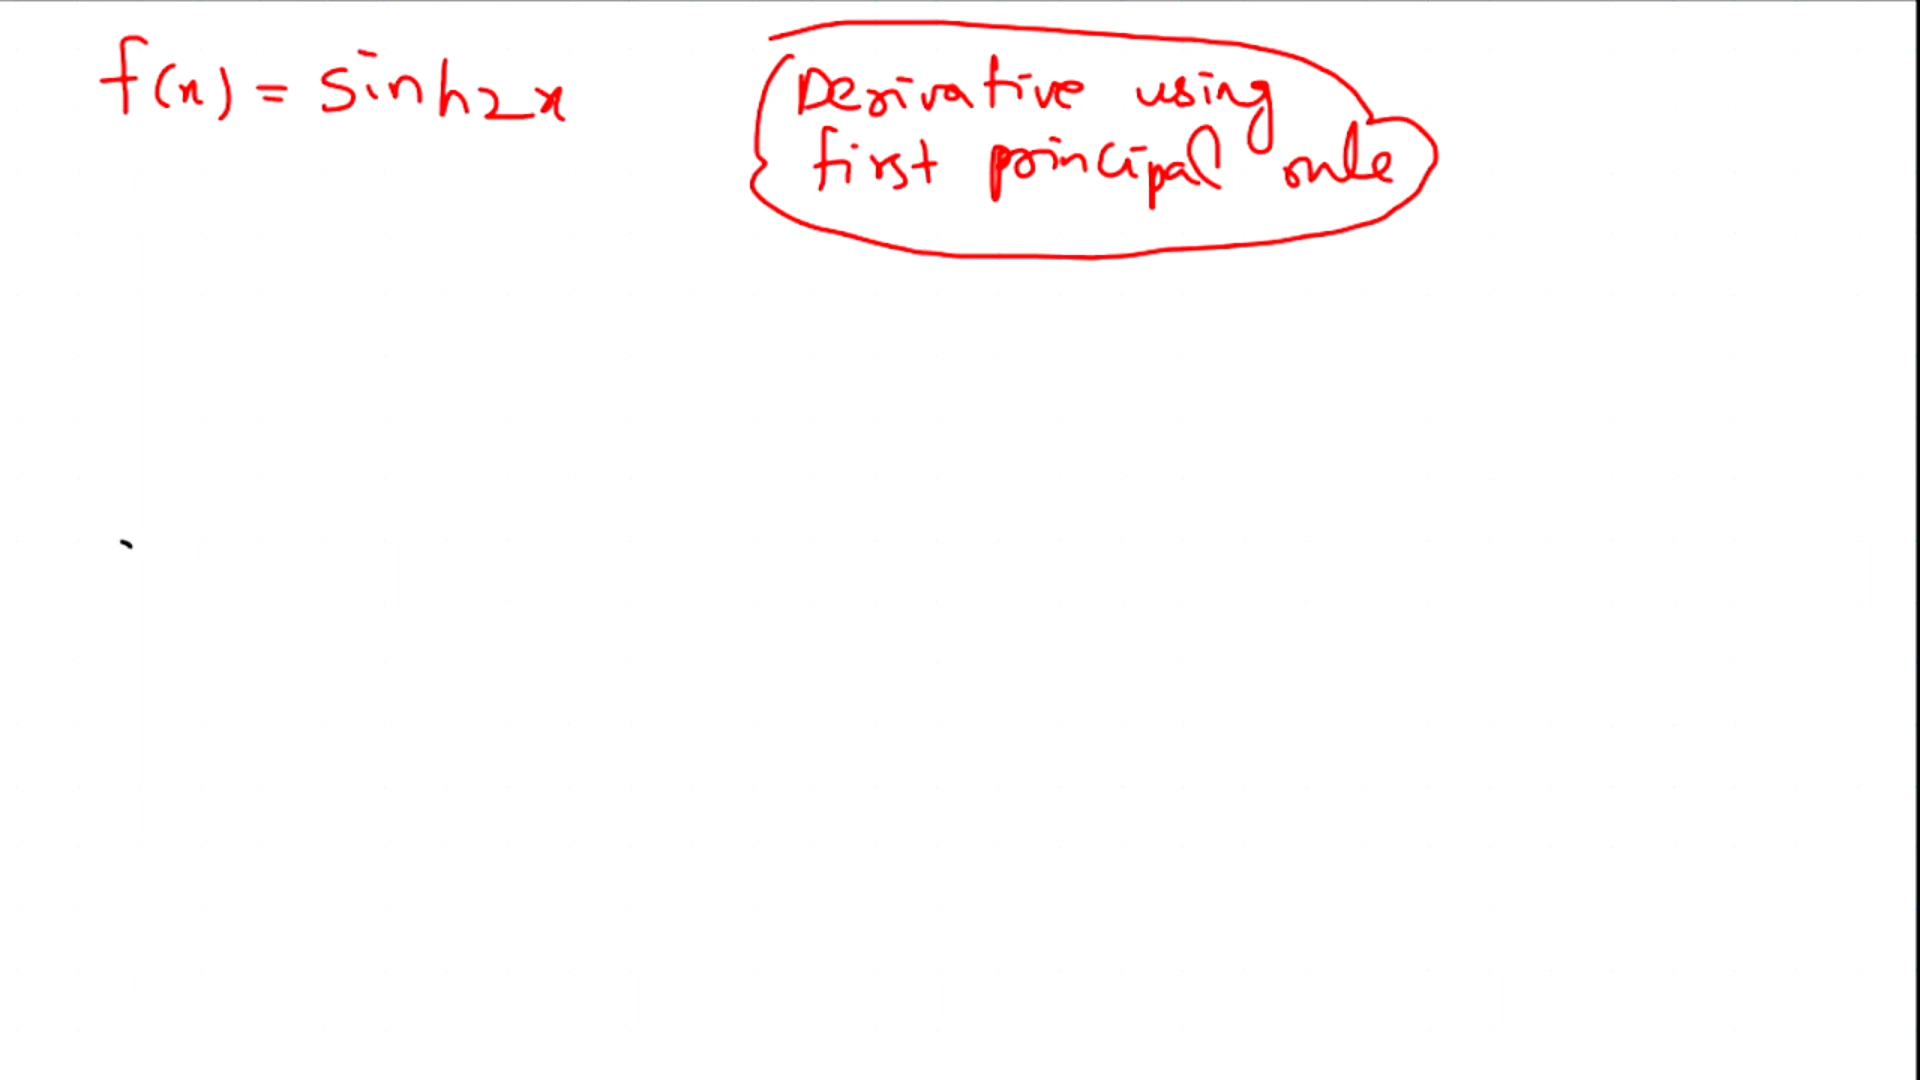 f(x) = sinh2x
Derivative using
first principal rule